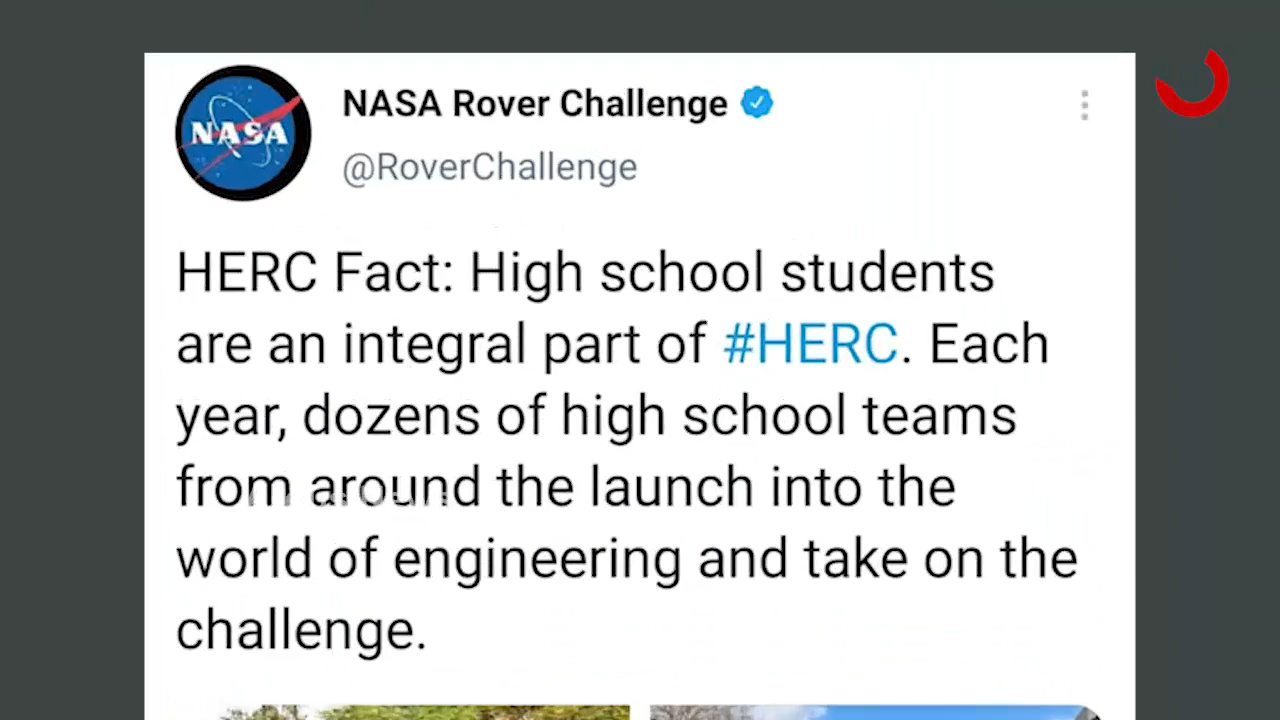 NASA
NASA Rover Challenge
@RoverChallenge
HERC Fact: High school students
are an integral part of #HERC. Each
year, dozens of high school teams
from around the launch into the
world of engineering and take on the
challenge.